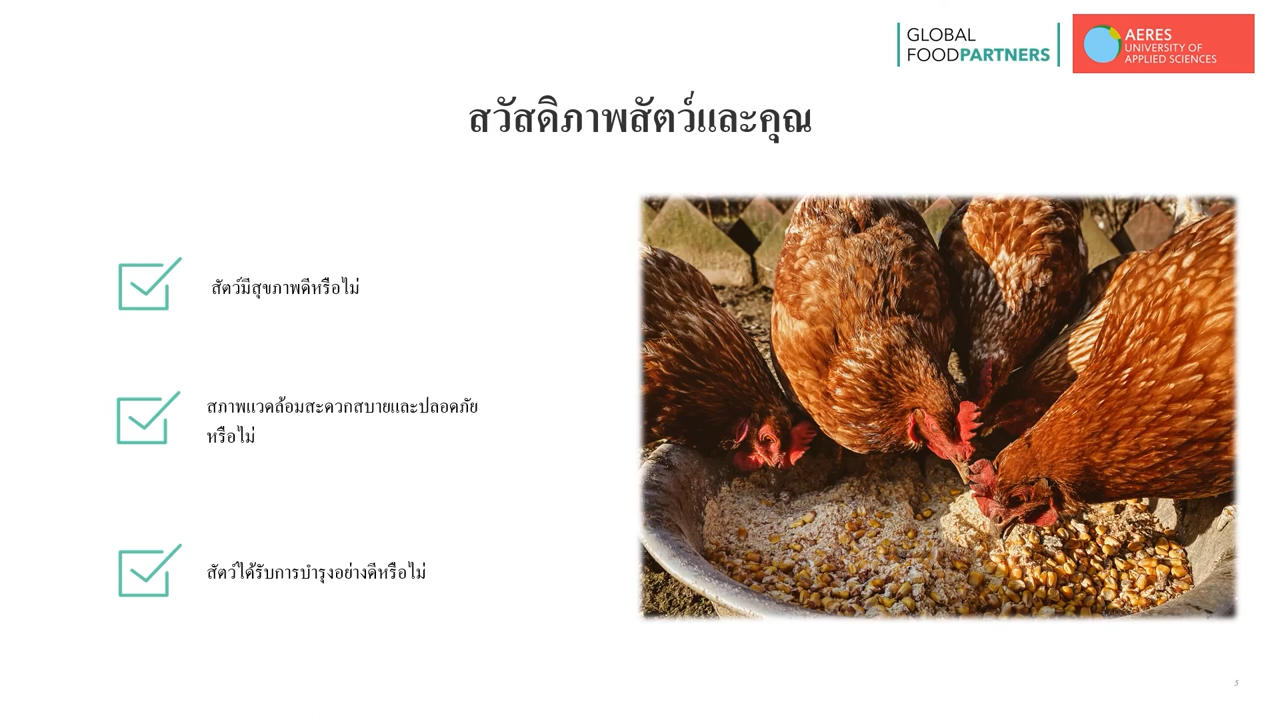 GLOBAL
FOODPARTNERS
AERES
UNIVERSITY OF
APPLIED SCIENCES
สวัสดิภาพสัตว์และคุณ
สัตว์มีสุขภาพดีหรือไม่
สภาพแวดล้อมสะดวกสบายและปลอดภัย
หรือไม่
สัตว์ได้รับการบำรุงอย่างดีหรือไม่
5